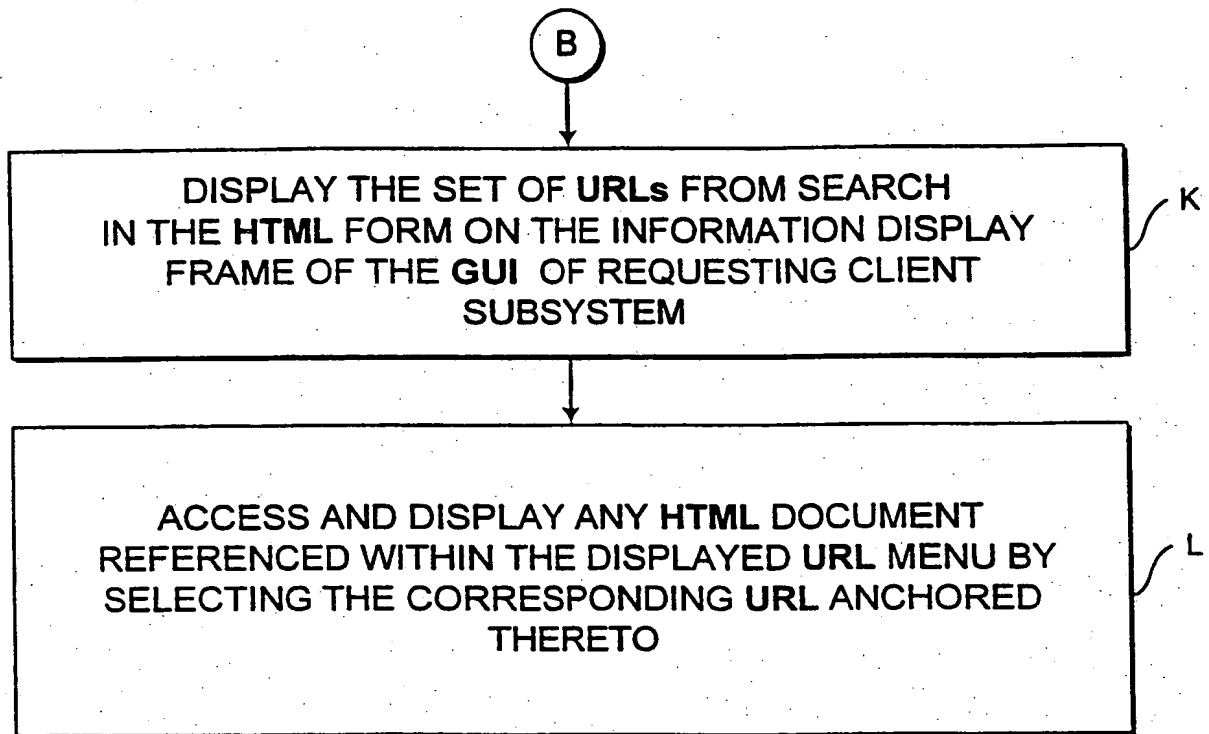 B
DISPLAY THE SET OF URLs FROM SEARCH
IN THE HTML FORM ON THE INFORMATION DISPLAY
FRAME OF THE GUI OF REQUESTING CLIENT
SUBSYSTEM
K
ACCESS AND DISPLAY ANY HTML DOCUMENT
REFERENCED WITHIN THE DISPLAYED URL MENU BY
SELECTING THE CORRESPONDING URL ANCHORED
THERETO
L